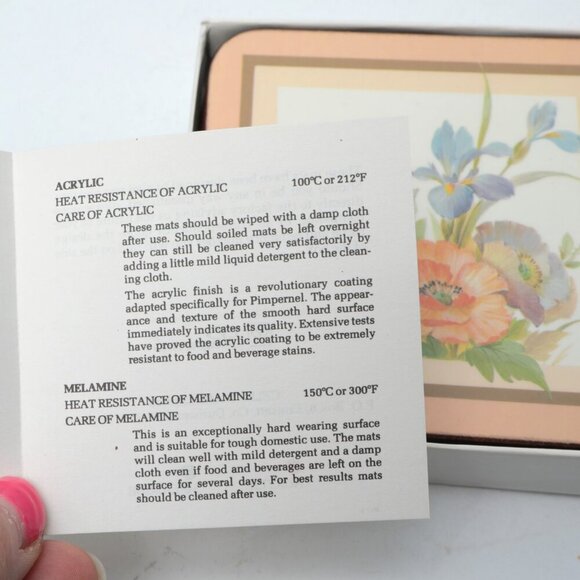 ACRYLIC
HEAT RESISTANCE OF ACRYLIC 100°C or 212°F
CARE OF ACRYLIC
These mats should be wiped with a damp cloth
after use. Should soiled mats be left overnight
they can still be cleaned very satisfactorily by
adding a little mild liquid detergent to the clean-
ing cloth.
The acrylic finish is a revolutionary coating
adapted specifically for Pimpernel. The appear-
ance and texture of the smooth hard surface
immediately indicates its quality. Extensive tests
have proved the acrylic coating to be extremely
resistant to food and beverage stains.
MELAMINE
HEAT RESISTANCE OF MELAMINE 150°C or 300°F
CARE OF MELAMINE
This is an exceptionally hard wearing surface
and is suitable for tough domestic use. The mats
will clean well with mild detergent and a damp
cloth even if food and beverages are left on the
surface for several days. For best results mats
should be cleaned after use.